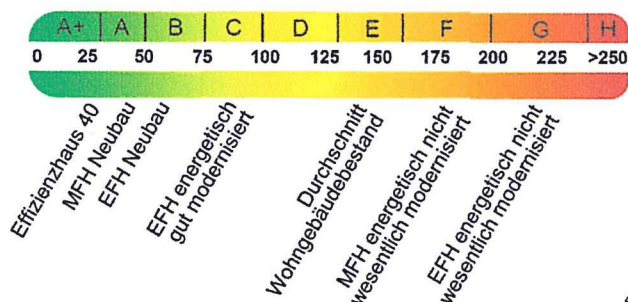 A+ A B C D E F G H
0 25 50 75 100 125 150 175 200 225 >250
Effizienzhaus 40
MFH Neubau
EFH Neubau
EFH energetisch
gut modernisiert
Durchschnitt
Wohngebäudebestand
MFH energetisch nicht
wesentlich modernisiert
EFH energetisch nicht
wesentlich modernisiert